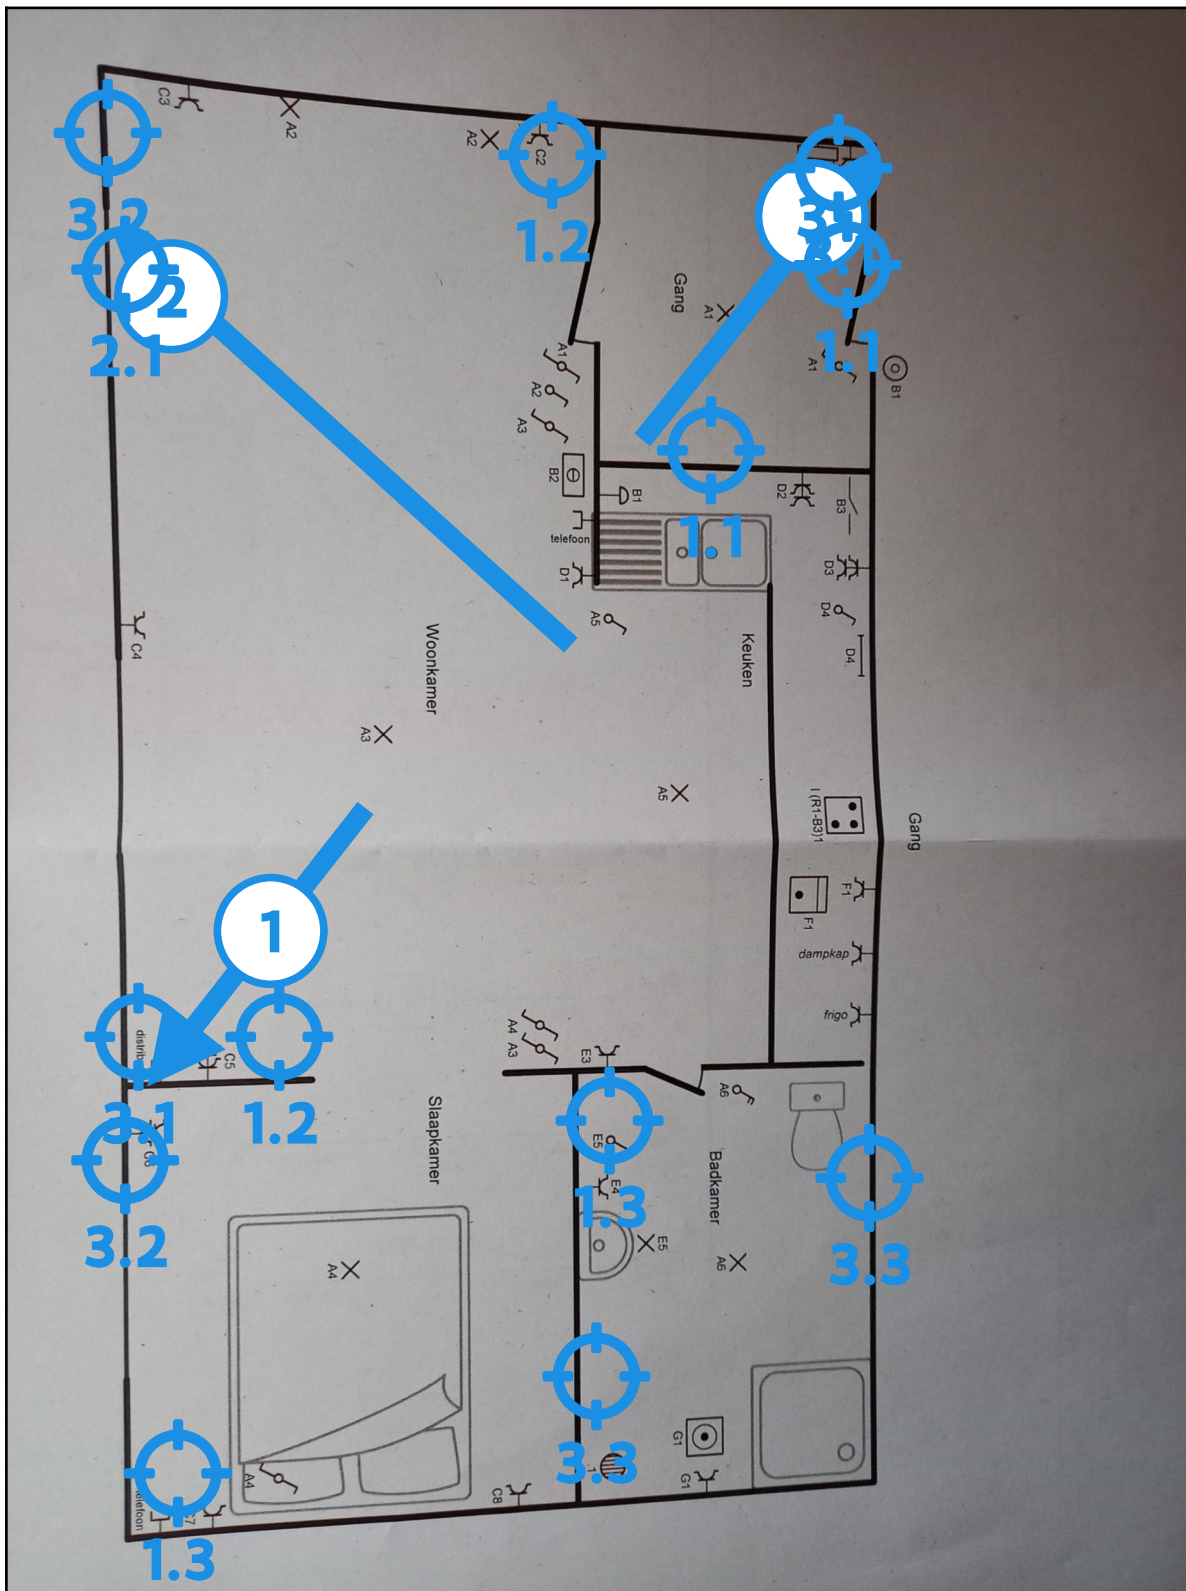 C3
A2
A2
C2
1.2
3.2
2
2.1
1.1
Gang
A1
A1
B1
A1
A2
A3
B2
B1
telefoon
D1
1.1
D2
B3
D3
D4
D4
A5
Keuken
Woonkamer
C4
A3
A5
I (R1-B3)1
Gang
F1
F1
dampkap
frigo
1
C5
A4
A3
E3
3.1
1.2
A6
3.2
Slaapkamer
E5
E4
1.3
Badkamer
3.3
E5
A6
A4
A4
3.3
G1
G1
C8
1.3